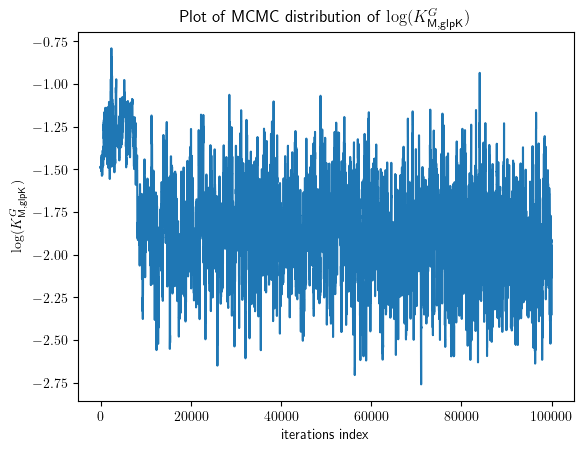 Plot of MCMC distribution of log(K^G_M,glpK)
log(K^G_M,glpK)
−0.75
−1.00
−1.25
−1.50
−1.75
−2.00
−2.25
−2.50
−2.75
0 20000 40000 60000 80000 100000
iterations index